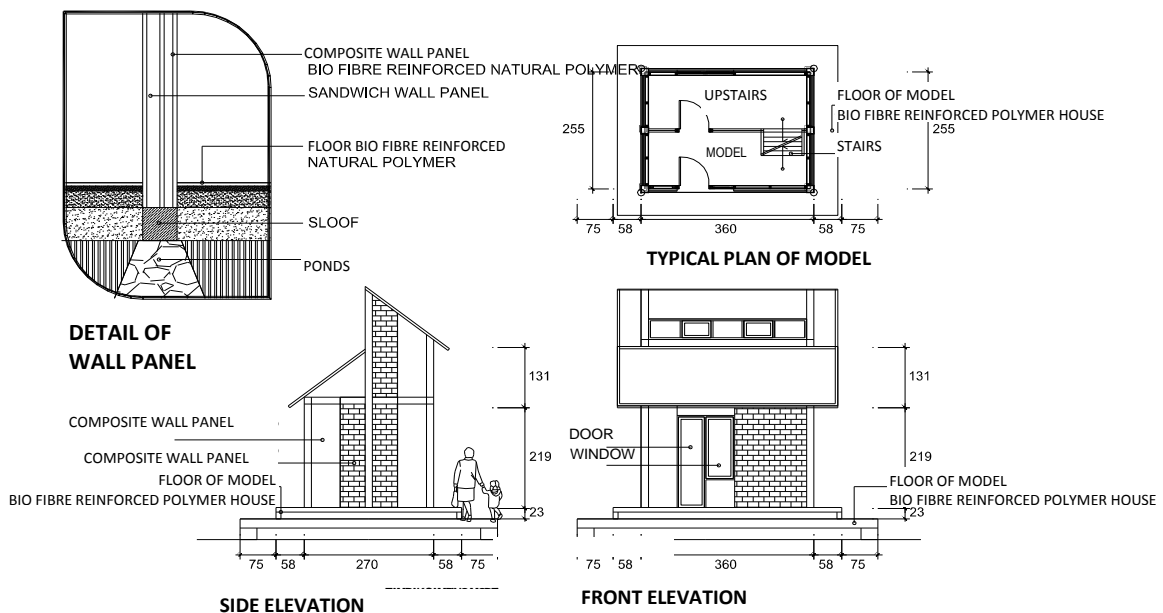 COMPOSITE WALL PANEL
BIO FIBRE REINFORCED NATURAL POLYMER
SANDWICH WALL PANEL
FLOOR BIO FIBRE REINFORCED
NATURAL POLYMER
SLOOF
PONDS
DETAIL OF
WALL PANEL
UPSTAIRS
MODEL
FLOOR OF MODEL
BIO FIBRE REINFORCED POLYMER HOUSE
STAIRS
255
255
75 58 360 58 75
TYPICAL PLAN OF MODEL
COMPOSITE WALL PANEL
COMPOSITE WALL PANEL
FLOOR OF MODEL
BIO FIBRE REINFORCED POLYMER HOUSE
131
219
23
75 58 270 58 75
SIDE ELEVATION
DOOR
WINDOW
131
219
23
FLOOR OF MODEL
BIO FIBRE REINFORCED POLYMER HOUSE
75 58 360 58 75
FRONT ELEVATION